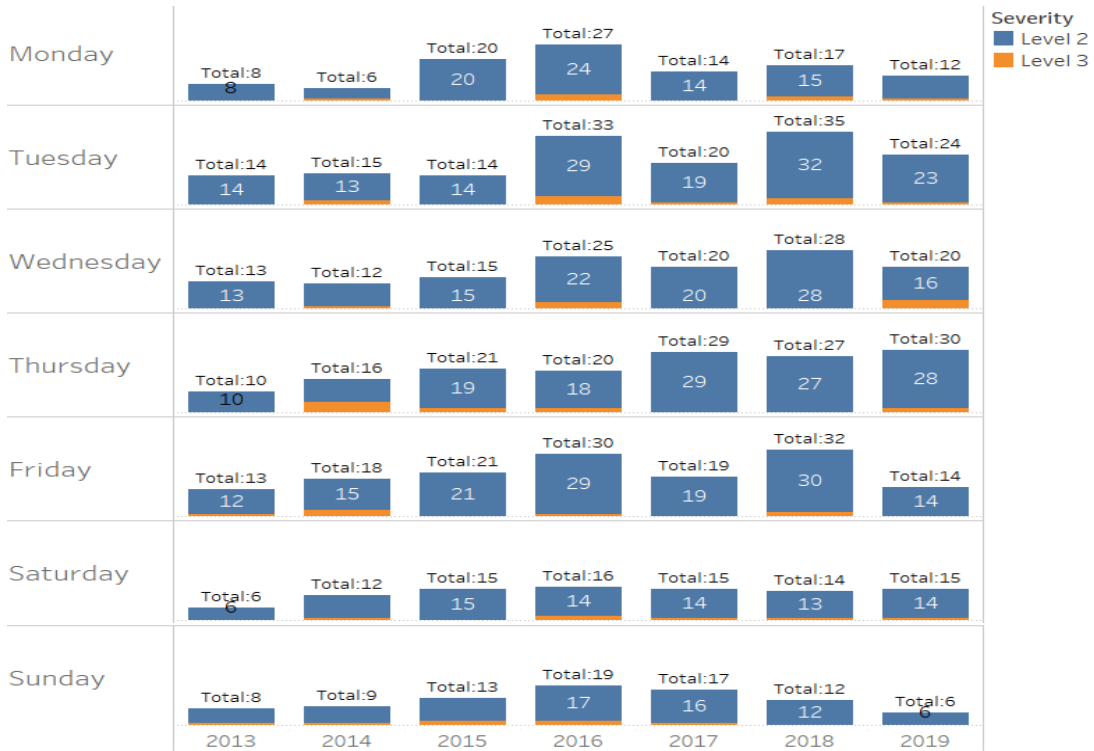 Severity
Level 2
Level 3
Monday
Total:8
8
Total:6
Total:20
20
Total:27
24
Total:14
14
Total:17
15
Total:12
Tuesday
Total:14
14
Total:15
13
Total:14
14
Total:33
29
Total:20
19
Total:35
32
Total:24
23
Wednesday
Total:13
13
Total:12
Total:15
15
Total:25
22
Total:20
20
Total:28
28
Total:20
16
Thursday
Total:10
10
Total:16
Total:21
19
Total:20
18
Total:29
29
Total:27
27
Total:30
28
Friday
Total:13
12
Total:18
15
Total:21
21
Total:30
29
Total:19
19
Total:32
30
Total:14
14
Saturday
Total:6
6
Total:12
Total:15
15
Total:16
14
Total:15
14
Total:14
13
Total:15
14
Sunday
Total:8
Total:9
Total:13
Total:19
17
Total:17
16
Total:12
12
Total:6
6
2013 2014 2015 2016 2017 2018 2019